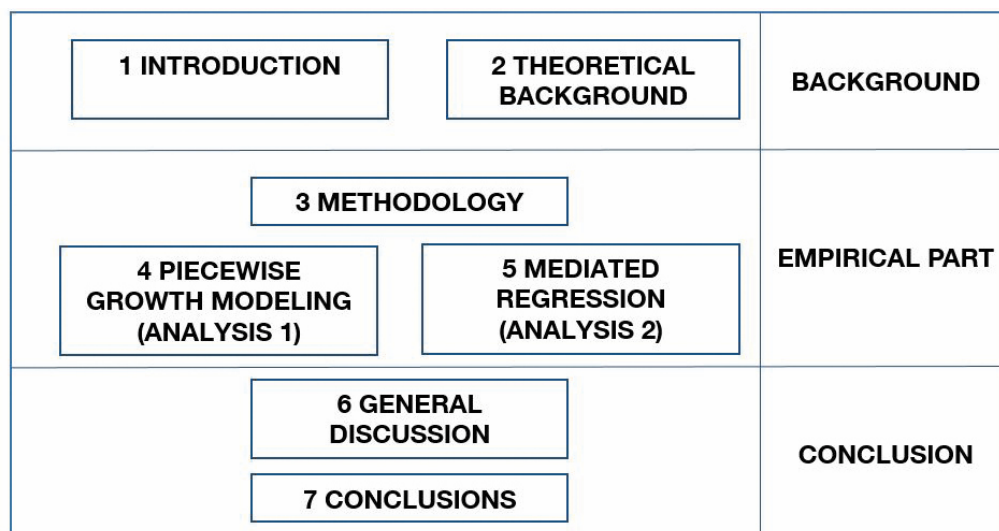 1 INTRODUCTION
2 THEORETICAL
BACKGROUND
BACKGROUND
3 METHODOLOGY
4 PIECEWISE
GROWTH MODELING
(ANALYSIS 1)
5 MEDIATED
REGRESSION
(ANALYSIS 2)
EMPIRICAL PART
6 GENERAL
DISCUSSION
7 CONCLUSIONS
CONCLUSION